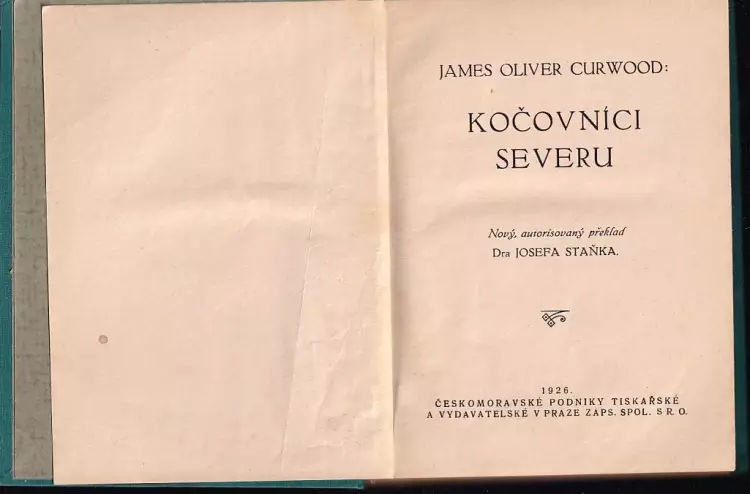 JAMES OLIVER CURWOOD:
KOČOVNÍCI
SEVERU
Nový, autorisovaný překlad
Dra JOSEFA STAŇKA.
1926.
ČESKOMORAVSKÉ PODNIKY TISKAŘSKÉ
A VYDAVATELSKÉ V PRAZE ZAPS. SPOL. S R. O.